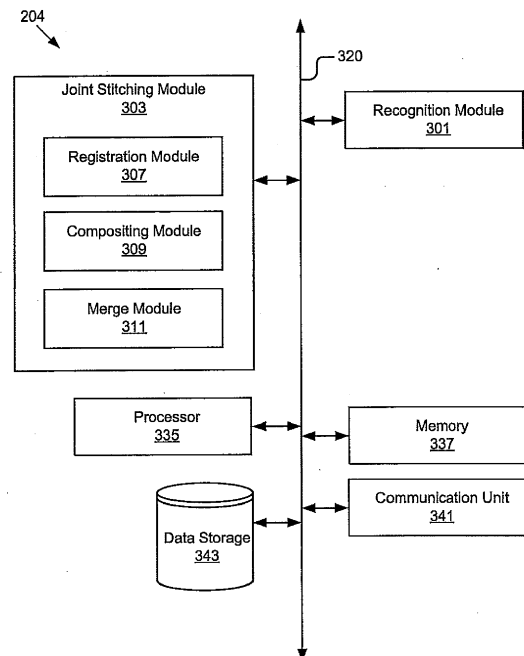 204
320
Joint Stitching Module
303
Recognition Module
301
Registration Module
307
Compositing Module
309
Merge Module
311
Processor
335
Memory
337
Communication Unit
341
Data Storage
343